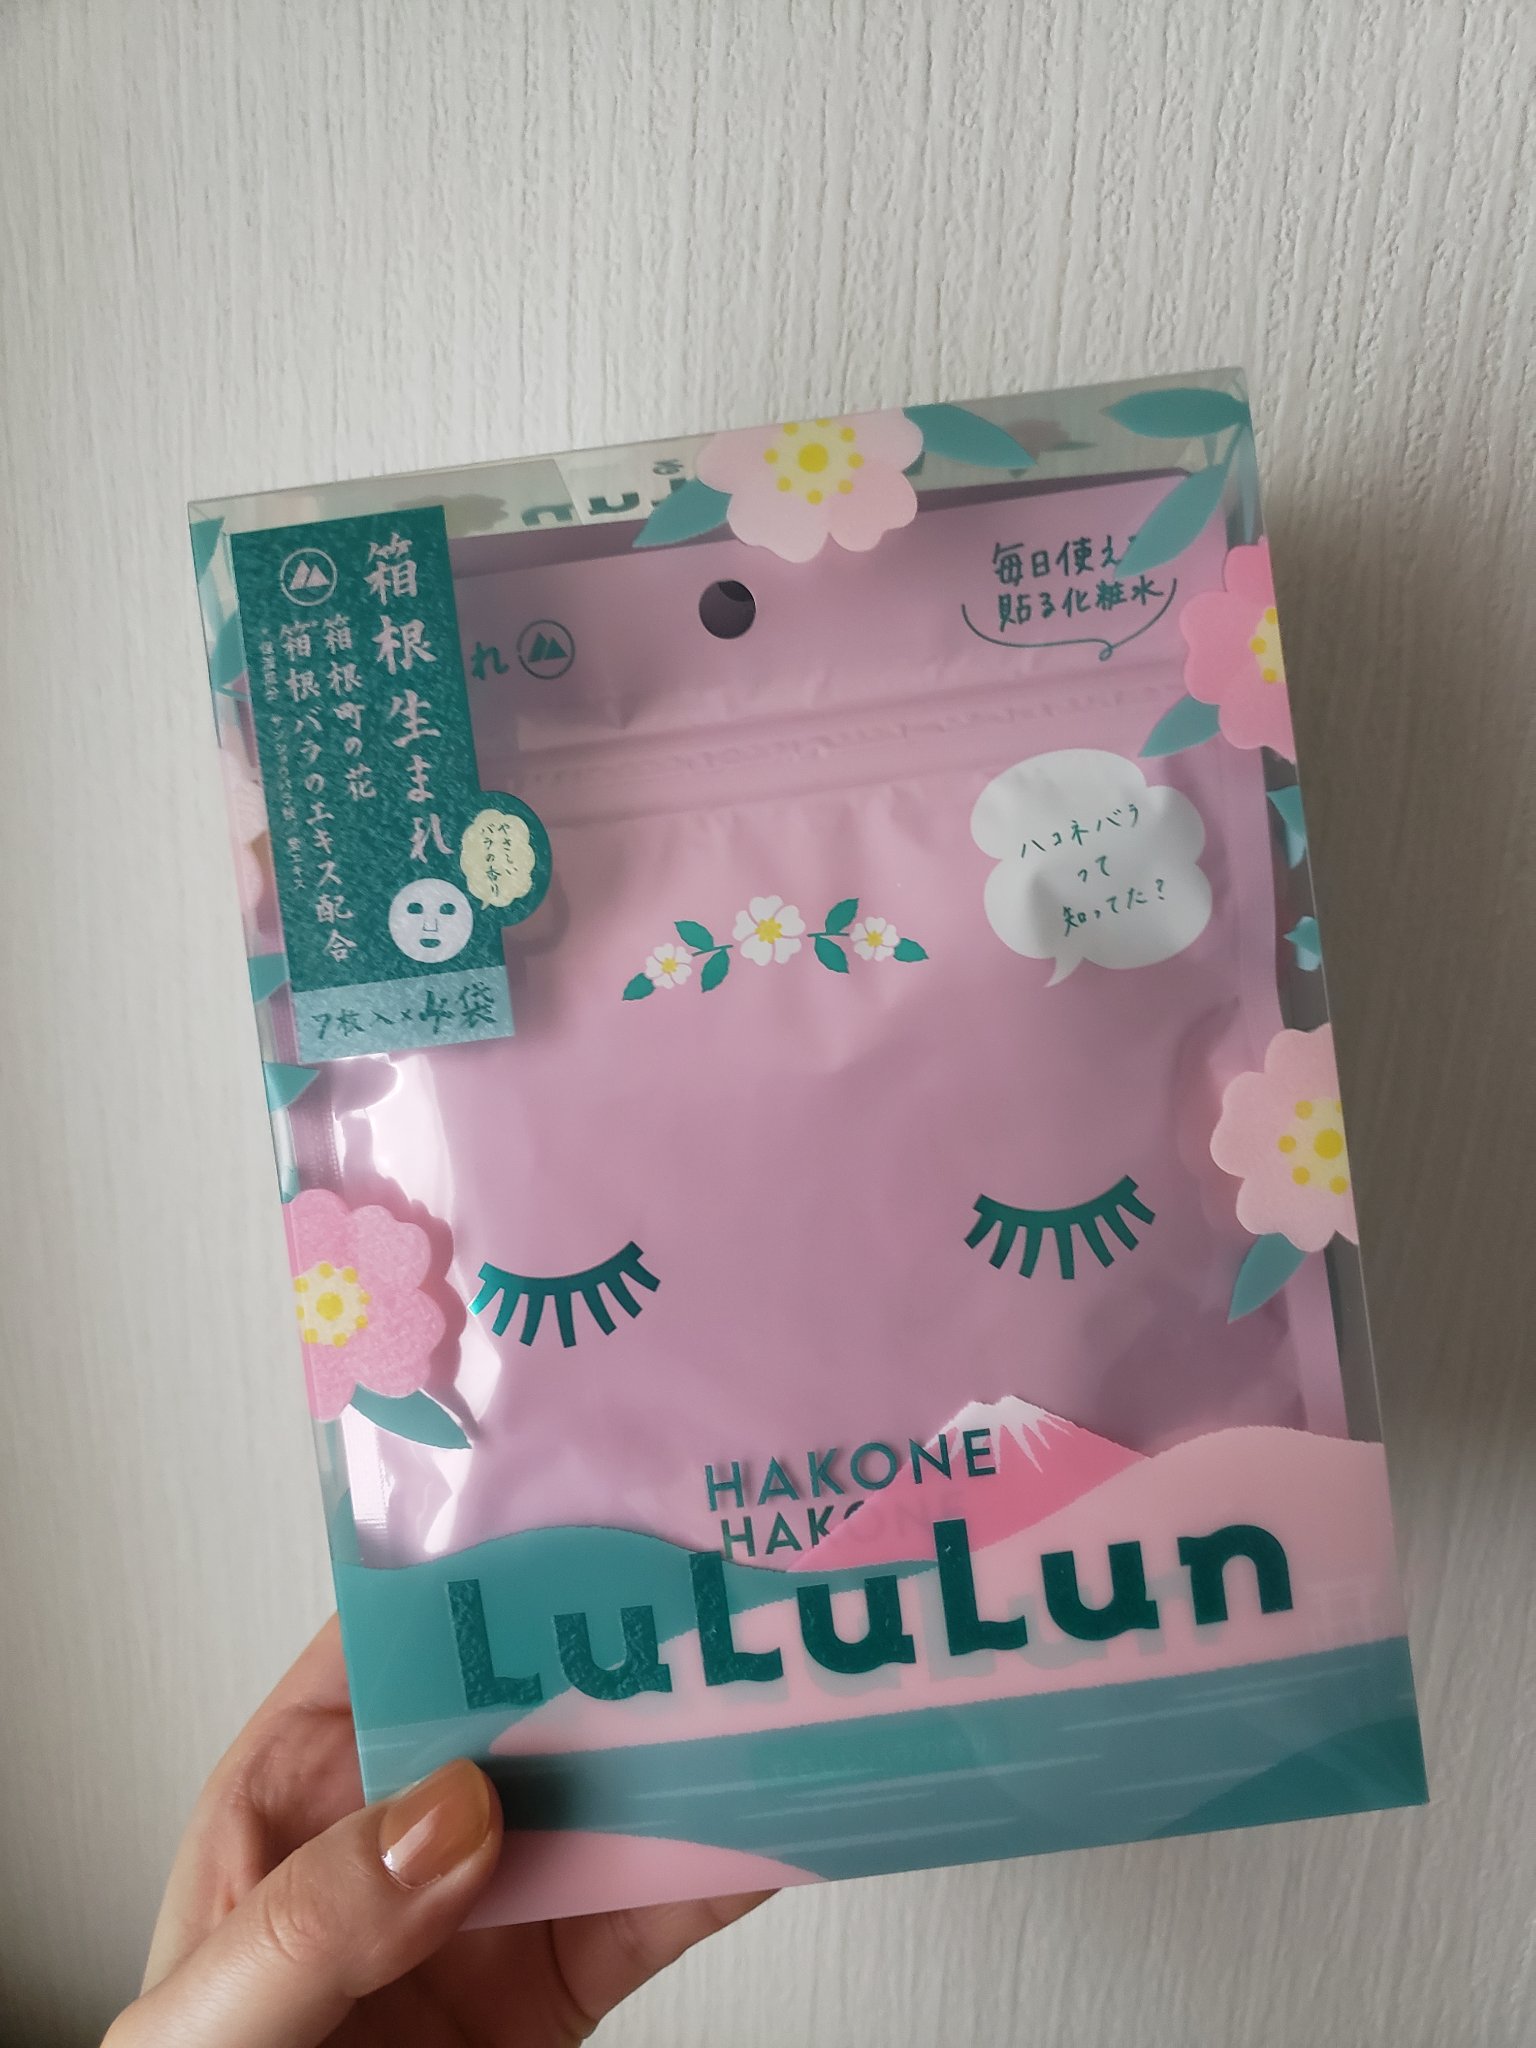 箱根生まれ
箱根町の花
箱根バラのエキス配合
やさしい
バラの香り
7枚入×4袋
れ
毎日使え
貼る化粧水
ハコネバラ
って
知ってた?
HAKONE
HAKONE
LuLuLun